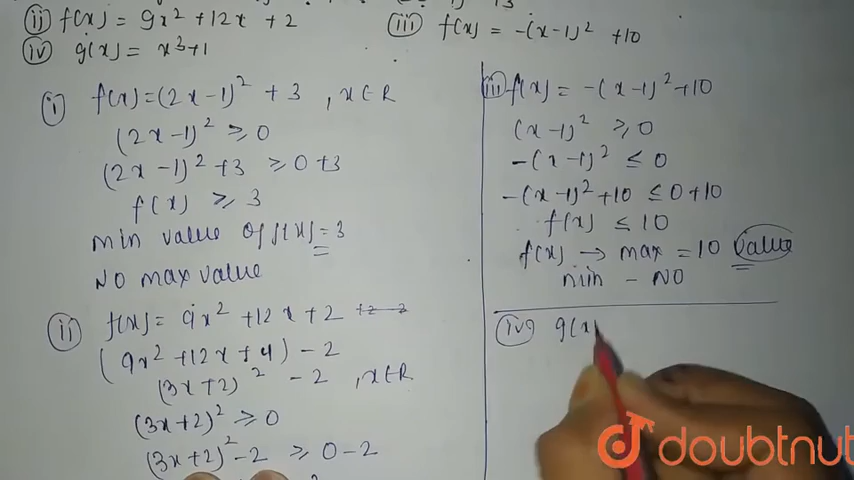 (ii) f(x) = 9x² + 12x + 2
(iii) f(x) = -(x-1)² + 10
(iv) g(x) = x³+1
(i) f(x) = (2x-1)² + 3 , x∈R
(2x-1)² ≥ 0
(2x-1)² + 3 ≥ 0+3
f(x) ≥ 3
min value of f(x) = 3
NO max value
(ii) f(x) = 9x² + 12x + 2 +2-2
(9x² + 12x + 4) - 2
(3x+2)² - 2 , x∈R
(3x+2)² ≥ 0
(3x+2)² - 2 ≥ 0-2
(iii) f(x) = -(x-1)² + 10
(x-1)² ≥ 0
-(x-1)² ≤ 0
-(x-1)² + 10 ≤ 0+10
f(x) ≤ 10
f(x) → max = 10 value
min - NO
(iv) g(x
doubtnut